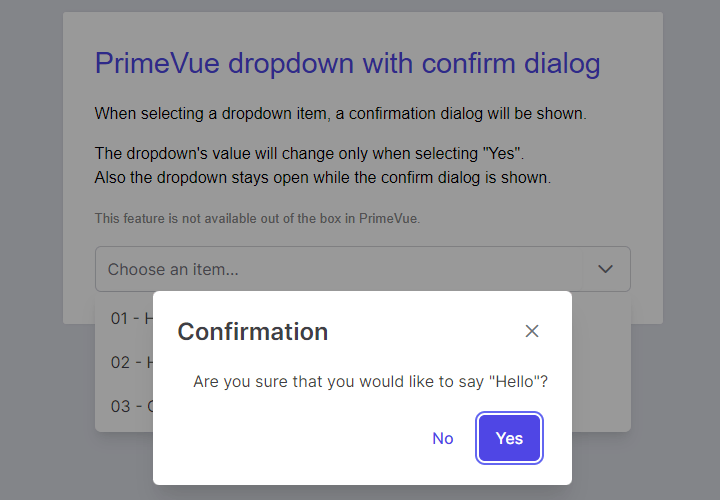 PrimeVue dropdown with confirm dialog
When selecting a dropdown item, a confirmation dialog will be shown.
The dropdown's value will change only when selecting "Yes".
Also the dropdown stays open while the confirm dialog is shown.
This feature is not available out of the box in PrimeVue.
Choose an item...
01 - H
02 - H
03 -
Confirmation
Are you sure that you would like to say "Hello"?
No
Yes